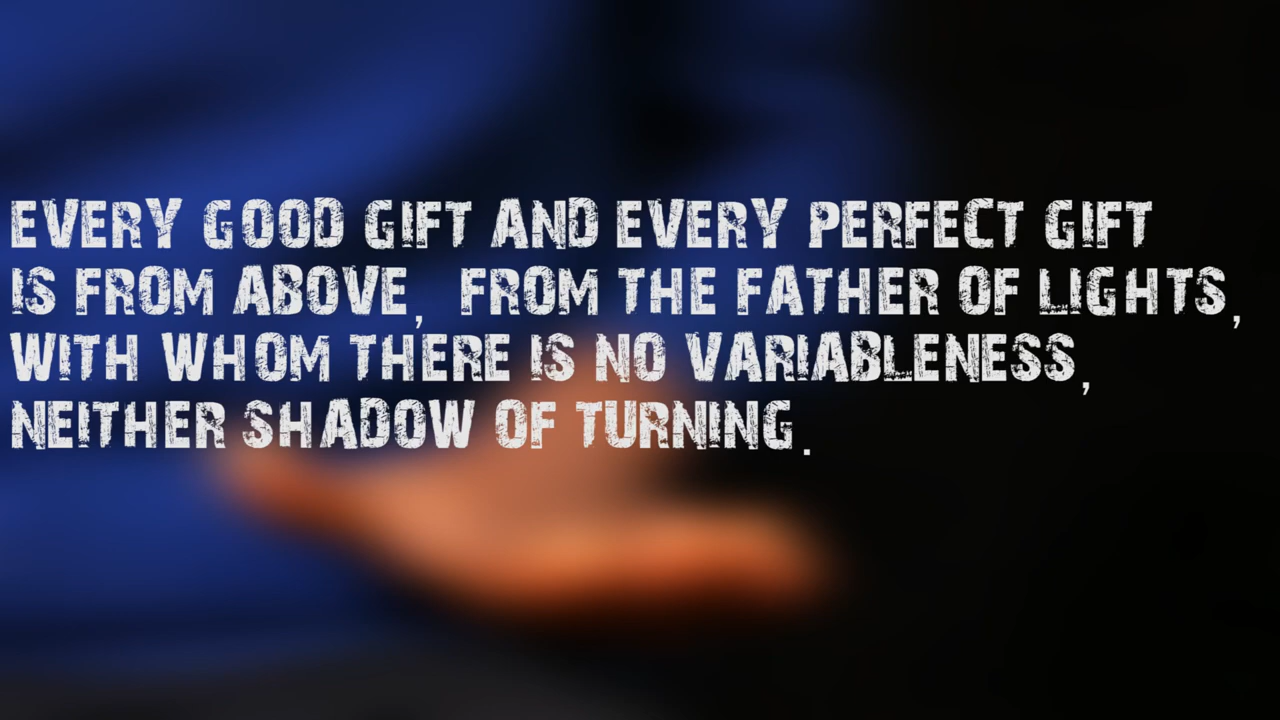 EVERY GOOD GIFT AND EVERY PERFECT GIFT
IS FROM ABOVE, FROM THE FATHER OF LIGHTS,
WITH WHOM THERE IS NO VARIABLENESS,
NEITHER SHADOW OF TURNING.